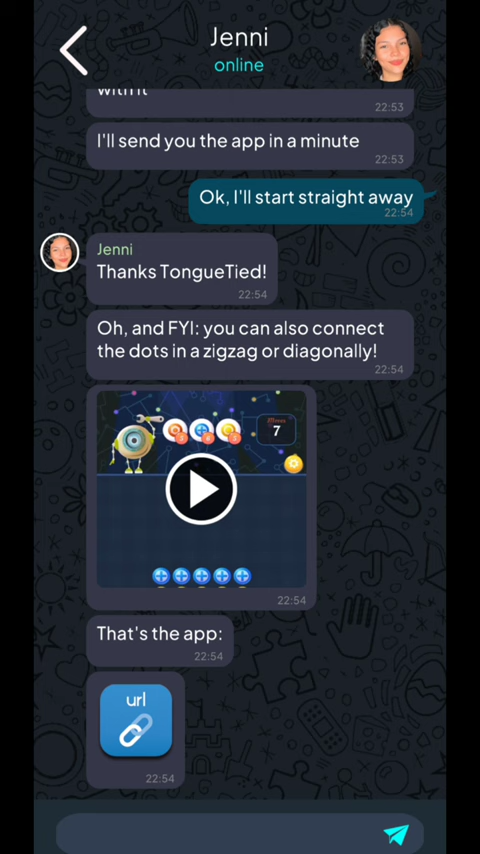 Jenni
online
with it
22:53
I'll send you the app in a minute
22:53
Ok, I'll start straight away
22:54
Jenni
Thanks TongueTied!
22:54
Oh, and FYI: you can also connect
the dots in a zigzag or diagonally!
22:54
7
22:54
That's the app:
22:54
url
22:54